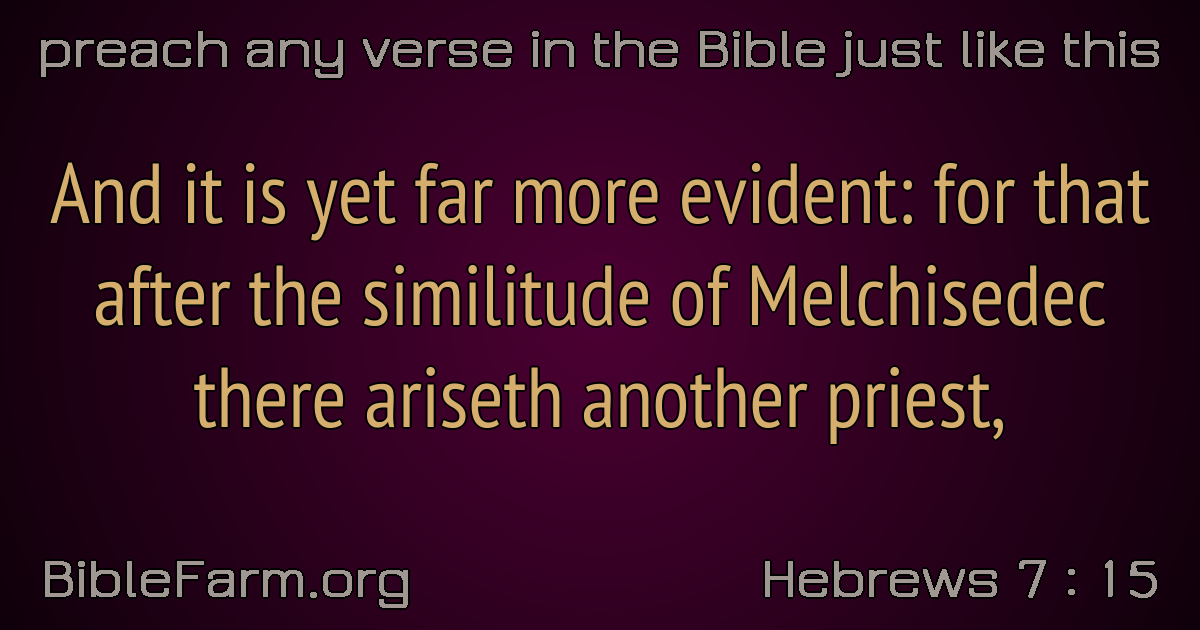 preach any verse in the Bible just like this
And it is yet far more evident: for that
after the similitude of Melchisedec
there ariseth another priest,
BibleFarm.org
Hebrews 7 : 15